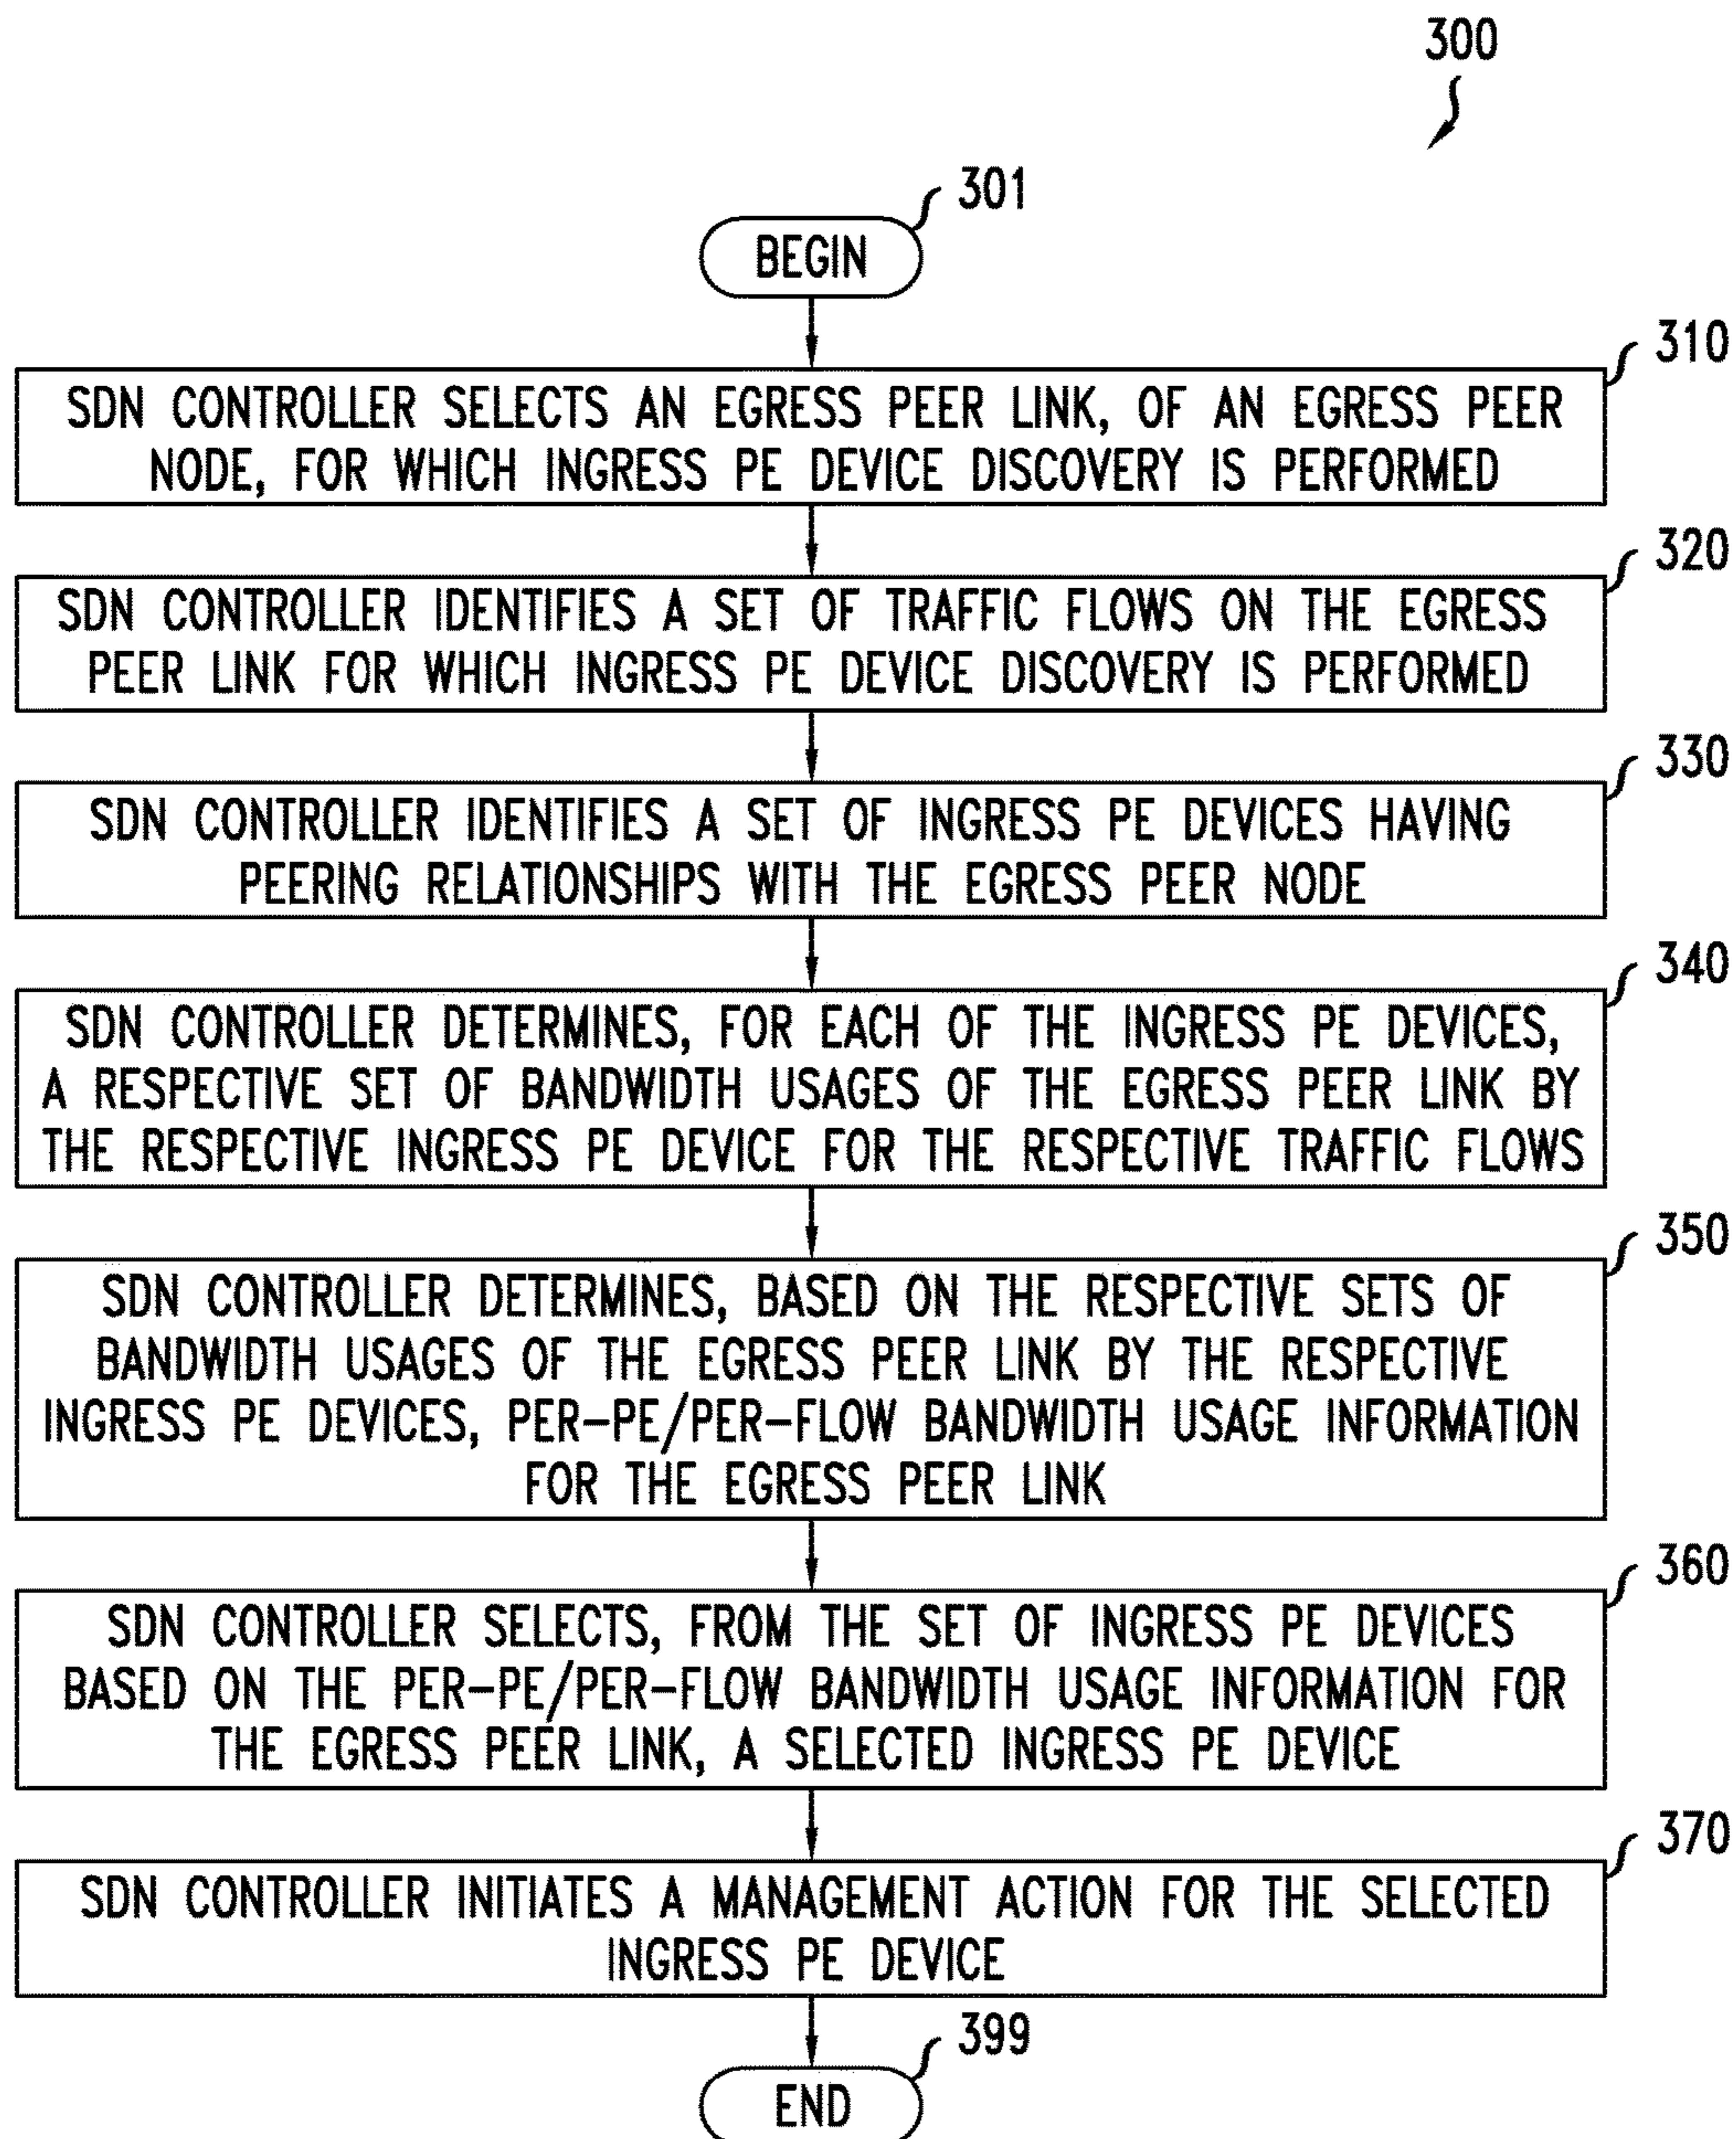 300
301
BEGIN
310
SDN CONTROLLER SELECTS AN EGRESS PEER LINK, OF AN EGRESS PEER
NODE, FOR WHICH INGRESS PE DEVICE DISCOVERY IS PERFORMED
320
SDN CONTROLLER IDENTIFIES A SET OF TRAFFIC FLOWS ON THE EGRESS
PEER LINK FOR WHICH INGRESS PE DEVICE DISCOVERY IS PERFORMED
330
SDN CONTROLLER IDENTIFIES A SET OF INGRESS PE DEVICES HAVING
PEERING RELATIONSHIPS WITH THE EGRESS PEER NODE
340
SDN CONTROLLER DETERMINES, FOR EACH OF THE INGRESS PE DEVICES,
A RESPECTIVE SET OF BANDWIDTH USAGES OF THE EGRESS PEER LINK BY
THE RESPECTIVE INGRESS PE DEVICE FOR THE RESPECTIVE TRAFFIC FLOWS
350
SDN CONTROLLER DETERMINES, BASED ON THE RESPECTIVE SETS OF
BANDWIDTH USAGES OF THE EGRESS PEER LINK BY THE RESPECTIVE
INGRESS PE DEVICES, PER-PE/PER-FLOW BANDWIDTH USAGE INFORMATION
FOR THE EGRESS PEER LINK
360
SDN CONTROLLER SELECTS, FROM THE SET OF INGRESS PE DEVICES
BASED ON THE PER-PE/PER-FLOW BANDWIDTH USAGE INFORMATION FOR
THE EGRESS PEER LINK, A SELECTED INGRESS PE DEVICE
370
SDN CONTROLLER INITIATES A MANAGEMENT ACTION FOR THE SELECTED
INGRESS PE DEVICE
399
END